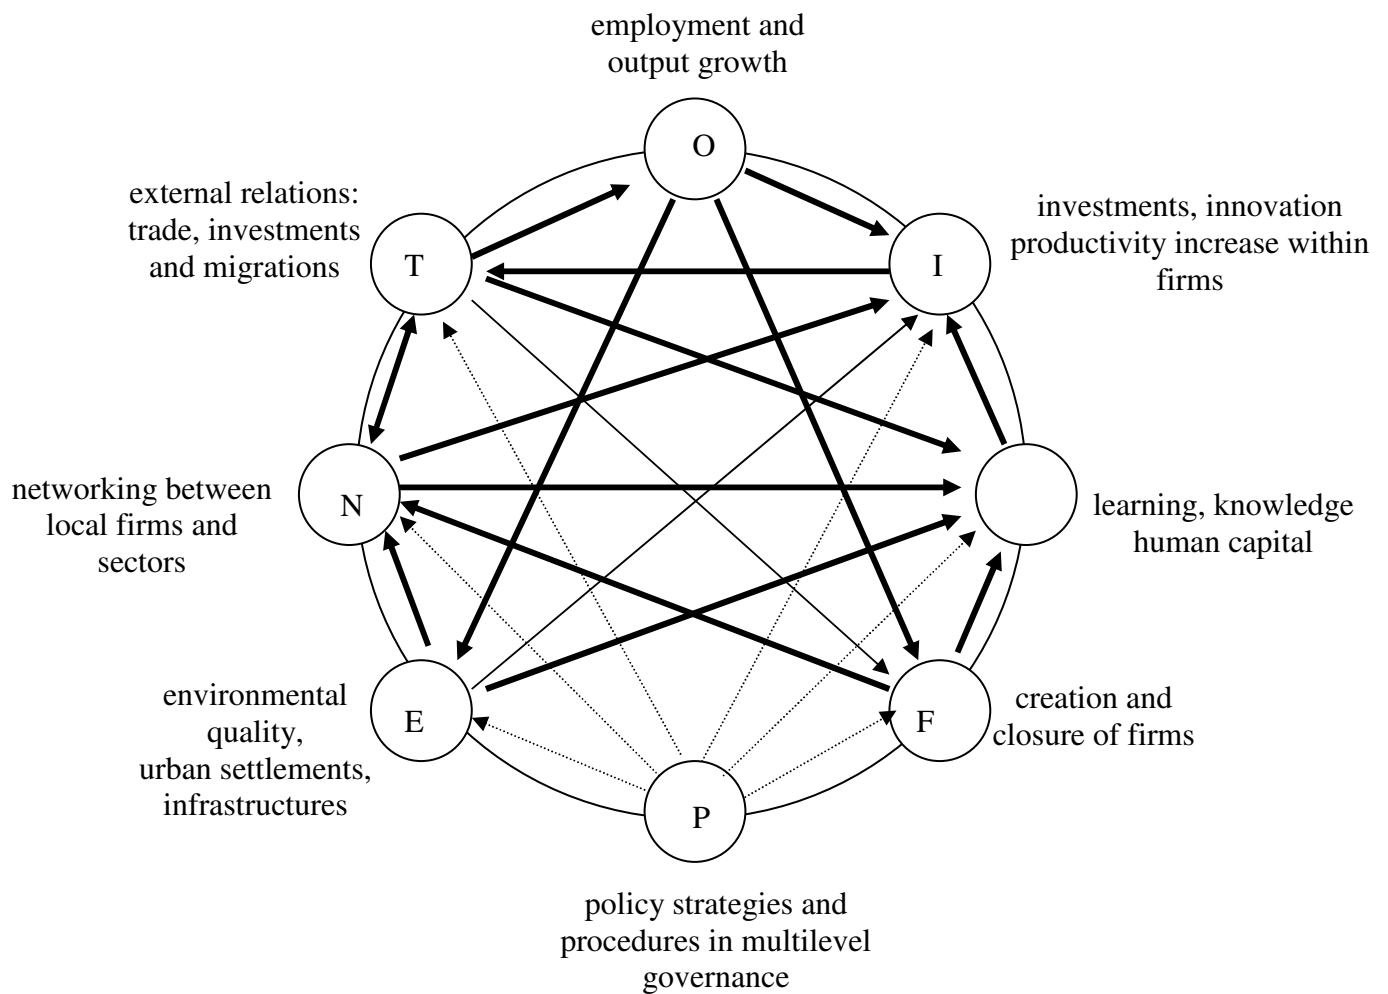 employment and
output growth
O
external relations:
trade, investments
and migrations
T
I
investments, innovation
productivity increase within
firms
networking between
local firms and
sectors
N
learning, knowledge
human capital
environmental
quality,
urban settlements,
infrastructures
E
F
creation and
closure of firms
P
policy strategies and
procedures in multilevel
governance